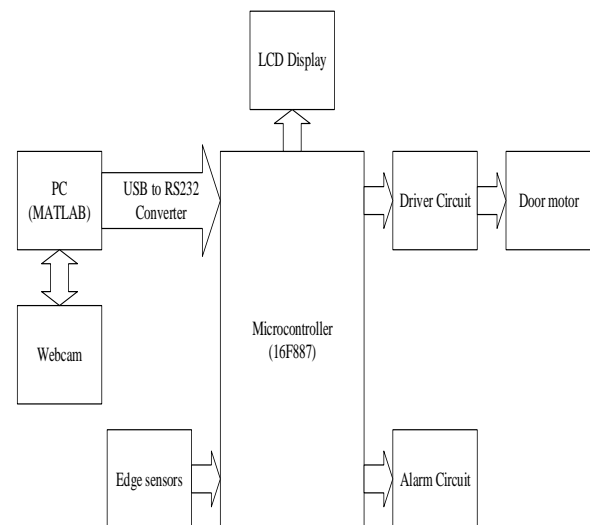 LCD Display
PC
(MATLAB)
USB to RS232
Converter
Driver Circuit
Door motor
Microcontroller
(16F887)
Webcam
Edge sensors
Alarm Circuit